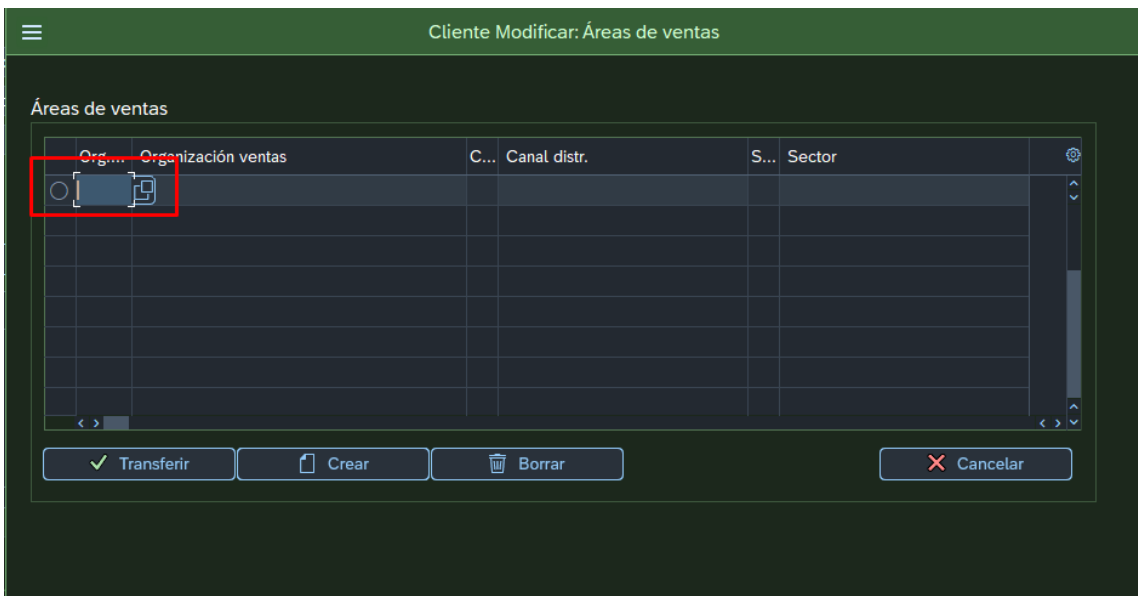 Cliente Modificar: Áreas de ventas
Áreas de ventas
Org.... Organización ventas C... Canal distr. S... Sector
Transferir Crear Borrar Cancelar